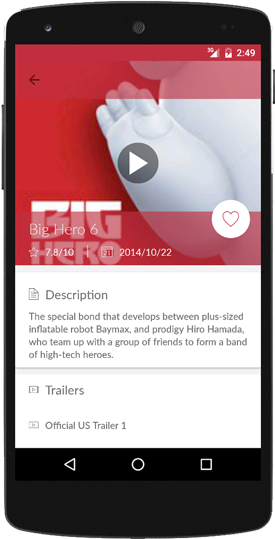 3G 2:49
BIG
Big Hero 6
HERO
7.8/10 | 21 2014/10/22
Description
The special bond that develops between plus-sized
inflatable robot Baymax, and prodigy Hiro Hamada,
who team up with a group of friends to form a band
of high-tech heroes.
Trailers
Official US Trailer 1